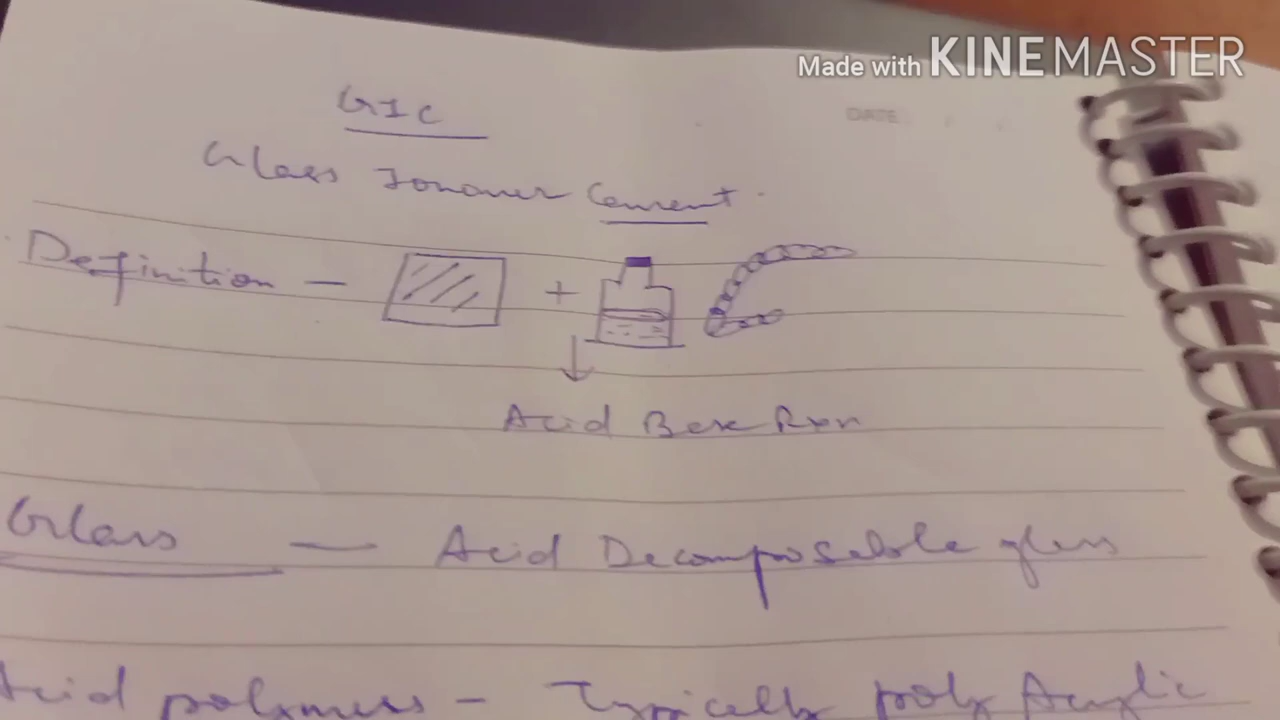 Made with KINEMASTER
DATE
GIC
Glass Ionomer Cement
Definition - +
Acid Base Rxn
Glass - Acid Decomposable glass
Acid polymers - Typically poly Acrylic